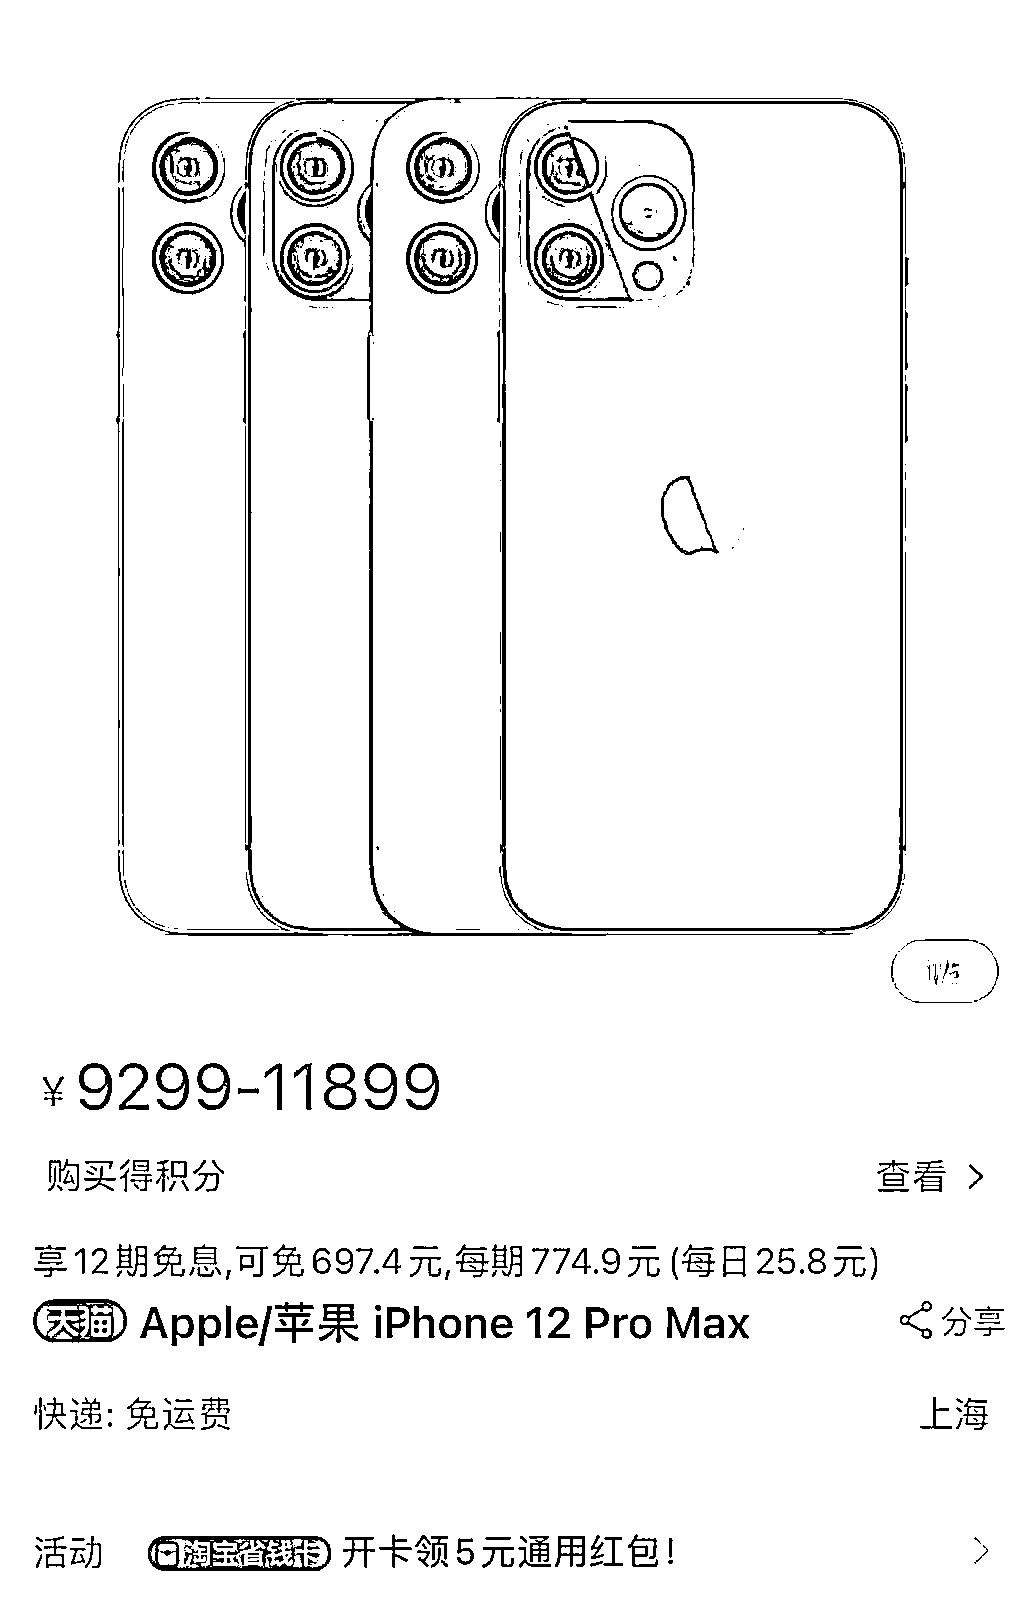 1/5
¥9299-11899
购买得积分 查看
享12期免息,可免697.4元,每期774.9元(每日25.8元)
天猫 Apple/苹果 iPhone 12 Pro Max 分享
快递: 免运费 上海
活动 淘宝省钱卡 开卡领5元通用红包!